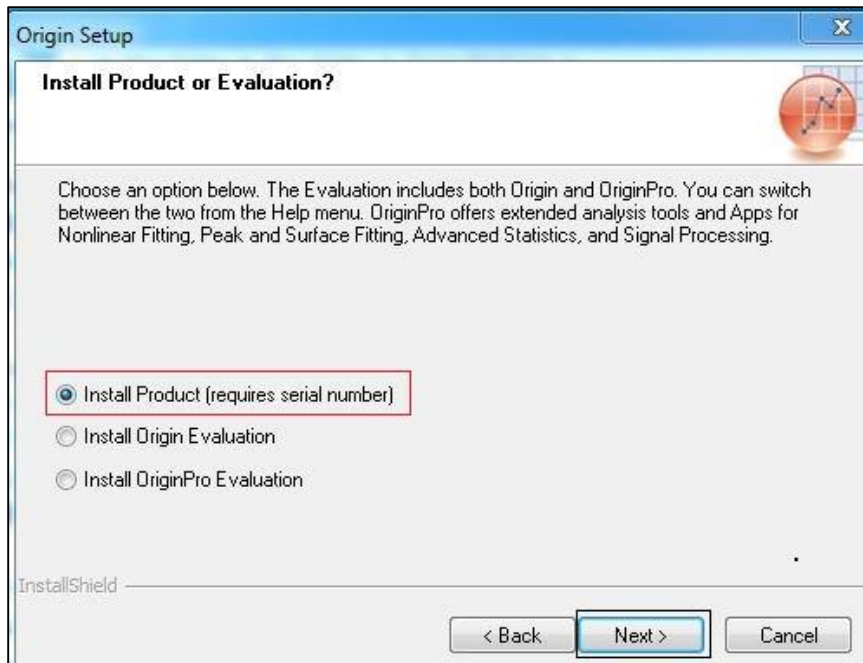 Origin Setup
X
Install Product or Evaluation?
Choose an option below. The Evaluation includes both Origin and OriginPro. You can switch
between the two from the Help menu. OriginPro offers extended analysis tools and Apps for
Nonlinear Fitting, Peak and Surface Fitting, Advanced Statistics, and Signal Processing.
Install Product (requires serial number)
Install Origin Evaluation
Install OriginPro Evaluation
InstallShield
< Back
Next >
Cancel